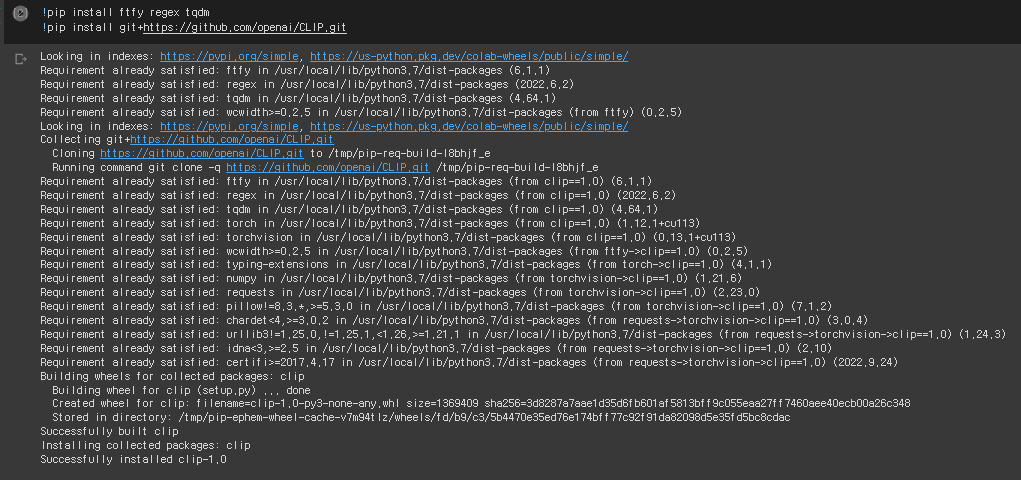 !pip install ftfy regex tqdm
!pip install git+https://github.com/openai/CLIP.git
Looking in indexes: https://pypi.org/simple, https://us-python.pkg.dev/colab-wheels/public/simple/
Requirement already satisfied: ftfy in /usr/local/lib/python3.7/dist-packages (6.1.1)
Requirement already satisfied: regex in /usr/local/lib/python3.7/dist-packages (2022.6.2)
Requirement already satisfied: tqdm in /usr/local/lib/python3.7/dist-packages (4.64.1)
Requirement already satisfied: wcwidth>=0.2.5 in /usr/local/lib/python3.7/dist-packages (from ftfy) (0.2.5)
Looking in indexes: https://pypi.org/simple, https://us-python.pkg.dev/colab-wheels/public/simple/
Collecting git+https://github.com/openai/CLIP.git
Cloning https://github.com/openai/CLIP.git to /tmp/pip-req-build-l8bhjf_e
Running command git clone -q https://github.com/openai/CLIP.git /tmp/pip-req-build-l8bhjf_e
Requirement already satisfied: ftfy in /usr/local/lib/python3.7/dist-packages (from clip==1.0) (6.1.1)
Requirement already satisfied: regex in /usr/local/lib/python3.7/dist-packages (from clip==1.0) (2022.6.2)
Requirement already satisfied: tqdm in /usr/local/lib/python3.7/dist-packages (from clip==1.0) (4.64.1)
Requirement already satisfied: torch in /usr/local/lib/python3.7/dist-packages (from clip==1.0) (1.12.1+cu113)
Requirement already satisfied: torchvision in /usr/local/lib/python3.7/dist-packages (from clip==1.0) (0.13.1+cu113)
Requirement already satisfied: wcwidth>=0.2.5 in /usr/local/lib/python3.7/dist-packages (from ftfy->clip==1.0) (0.2.5)
Requirement already satisfied: typing-extensions in /usr/local/lib/python3.7/dist-packages (from torch->clip==1.0) (4.1.1)
Requirement already satisfied: numpy in /usr/local/lib/python3.7/dist-packages (from torchvision->clip==1.0) (1.21.6)
Requirement already satisfied: requests in /usr/local/lib/python3.7/dist-packages (from torchvision->clip==1.0) (2.23.0)
Requirement already satisfied: pillow!=8.3.*,>=5.3.0 in /usr/local/lib/python3.7/dist-packages (from torchvision->clip==1.0) (7.1.2)
Requirement already satisfied: chardet<4,>=3.0.2 in /usr/local/lib/python3.7/dist-packages (from requests->torchvision->clip==1.0) (3.0.4)
Requirement already satisfied: urllib3!=1.25.0,!=1.25.1,<1.26,>=1.21.1 in /usr/local/lib/python3.7/dist-packages (from requests->torchvision->clip==1.0) (1.24.3)
Requirement already satisfied: idna<3,>=2.5 in /usr/local/lib/python3.7/dist-packages (from requests->torchvision->clip==1.0) (2.10)
Requirement already satisfied: certifi>=2017.4.17 in /usr/local/lib/python3.7/dist-packages (from requests->torchvision->clip==1.0) (2022.9.24)
Building wheels for collected packages: clip
Building wheel for clip (setup.py) ... done
Created wheel for clip: filename=clip-1.0-py3-none-any.whl size=1369409 sha256=3d8287a7aae1d35d6fb601af5813bff9c055eaa27ff7460aee40ecb00a26c348
Stored in directory: /tmp/pip-ephem-wheel-cache-v7m94tlz/wheels/fd/b9/c3/5b4470e35ed76e174bff77c92f91da82098d5e35fd5bc8cdac
Successfully built clip
Installing collected packages: clip
Successfully installed clip-1.0